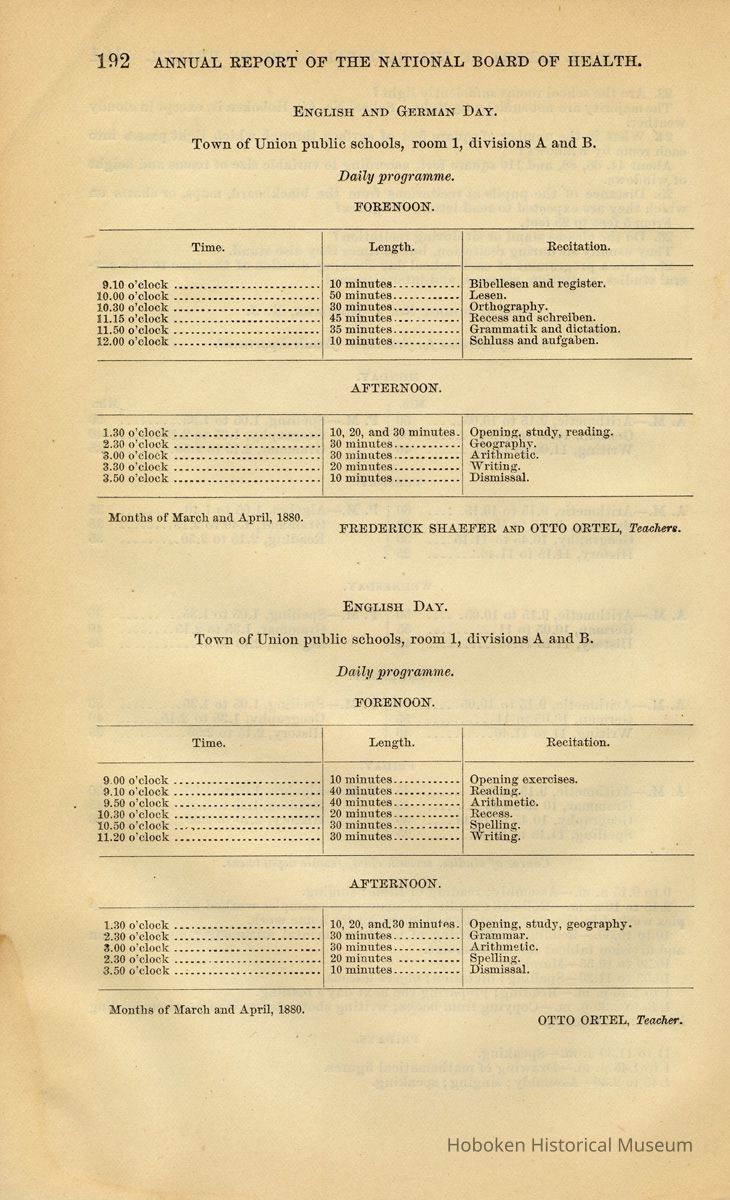 192 ANNUAL REPORT OF THE NATIONAL BOARD OF HEALTH.
ENGLISH AND GERMAN DAY.
Town of Union public schools, room 1, divisions A and B.
Daily programme.
FORENOON.
Time. Length. Recitation.
9.10 o'clock 10 minutes Bibellesen and register.
10.00 o'clock 50 minutes Lesen.
10.30 o'clock 30 minutes Orthography.
11.15 o'clock 45 minutes Recess and schreiben.
11.50 o'clock 35 minutes Grammatik and dictation.
12.00 o'clock 10 minutes Schluss and aufgaben.
AFTERNOON.
1.30 o'clock 10, 20, and 30 minutes. Opening, study, reading.
2.30 o'clock 30 minutes Geography.
3.00 o'clock 30 minutes Arithmetic.
3.30 o'clock 20 minutes Writing.
3.50 o'clock 10 minutes Dismissal.
Months of March and April, 1880.
FREDERICK SHAEFER AND OTTO ORTEL, Teachers.
ENGLISH DAY.
Town of Union public schools, room 1, divisions A and B.
Daily programme.
FORENOON.
Time. Length. Recitation.
9.00 o'clock 10 minutes Opening exercises.
9.10 o'clock 40 minutes Reading.
9.50 o'clock 40 minutes Arithmetic.
10.30 o'clock 20 minutes Recess.
10.50 o'clock 30 minutes Spelling.
11.20 o'clock 30 minutes Writing.
AFTERNOON.
1.30 o'clock 10, 20, and 30 minutes. Opening, study, geography.
2.30 o'clock 30 minutes Grammar.
3.00 o'clock 30 minutes Arithmetic.
2.30 o'clock 20 minutes Spelling.
3.50 o'clock 10 minutes Dismissal.
Months of March and April, 1880.
OTTO ORTEL, Teacher.
Hoboken Historical Museum